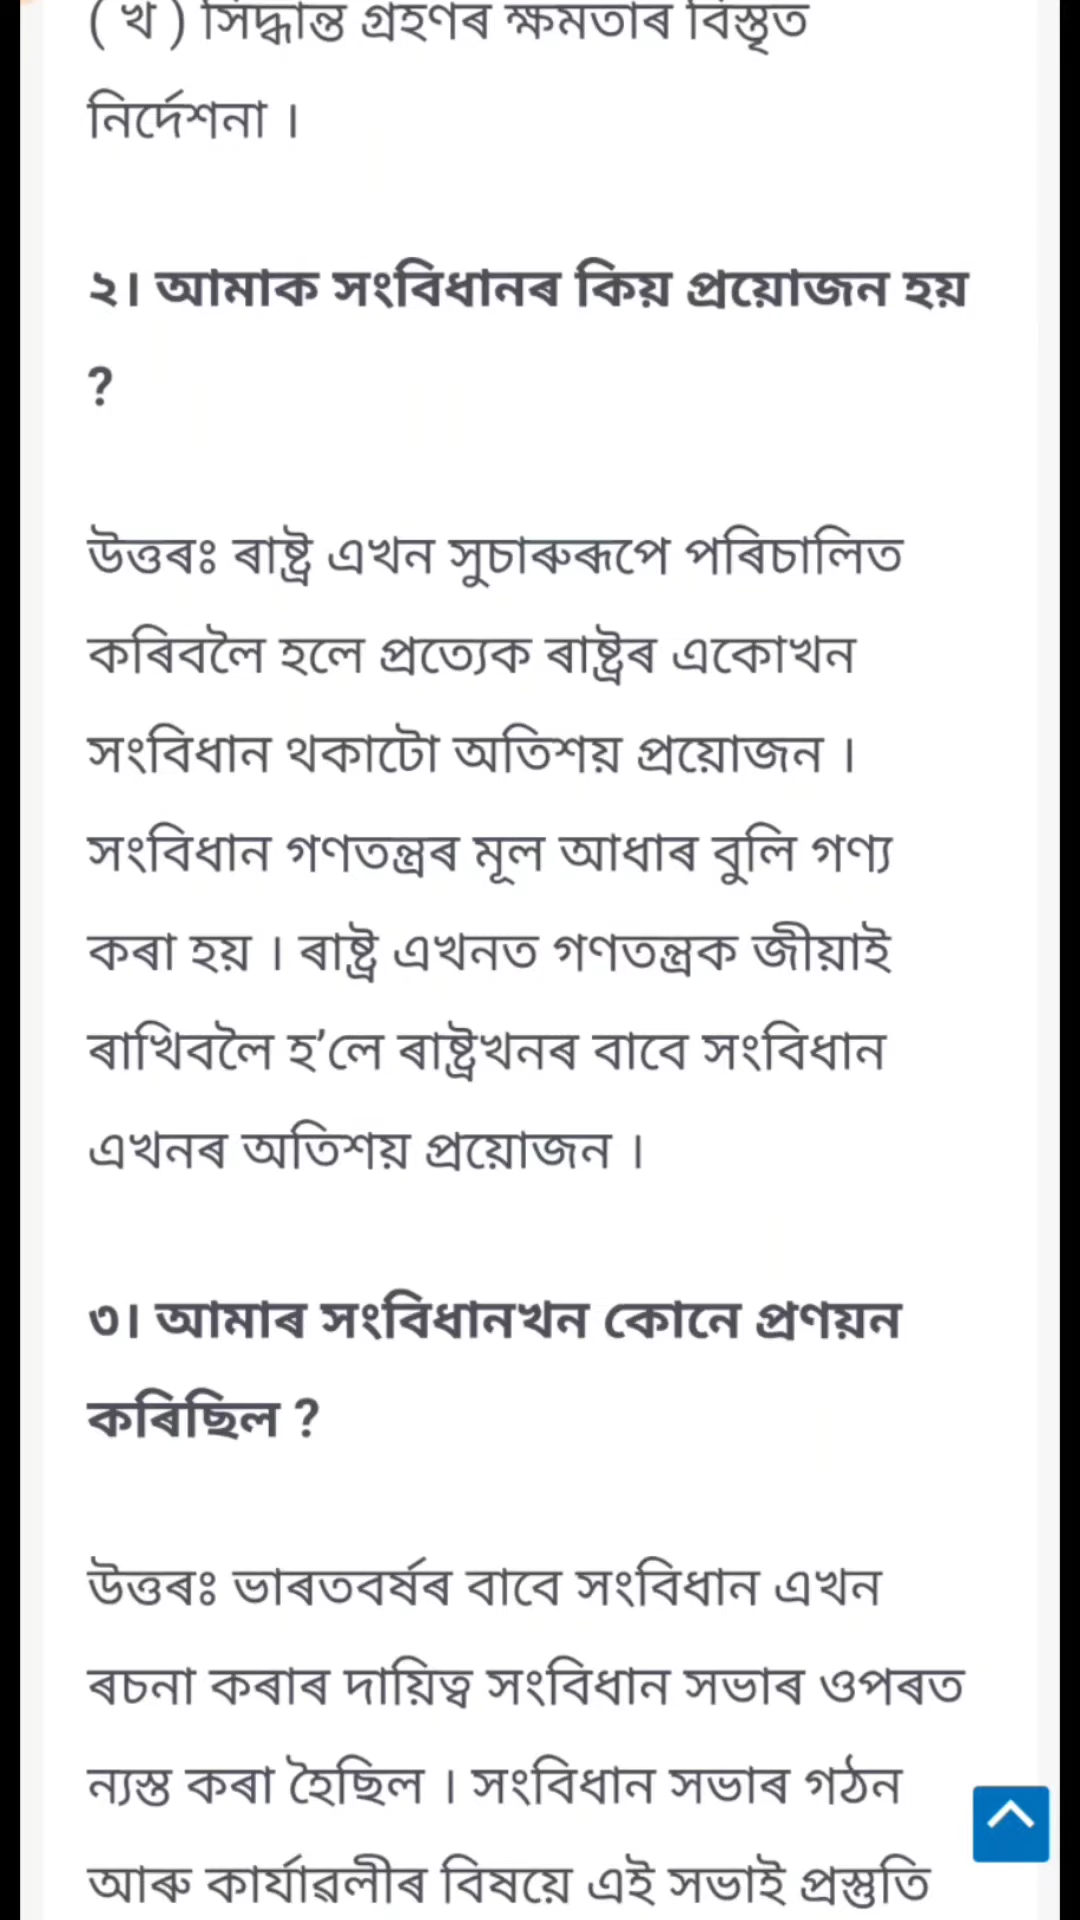 ( খ ) সিদ্ধান্ত গ্ৰহণৰ ক্ষমতাৰ বিস্তৃত
নিৰ্দেশনা ।
২। আমাক সংবিধানৰ কিয় প্ৰয়োজন হয়
?
উত্তৰঃ ৰাষ্ট্ৰ এখন সুচাৰুৰূপে পৰিচালিত
কৰিবলৈ হলে প্ৰত্যেক ৰাষ্ট্ৰৰ একোখন
সংবিধান থকাটো অতিশয় প্ৰয়োজন ।
সংবিধান গণতন্ত্ৰৰ মূল আধাৰ বুলি গণ্য
কৰা হয় । ৰাষ্ট্ৰ এখনত গণতন্ত্ৰক জীয়াই
ৰাখিবলৈ হ’লে ৰাষ্ট্ৰখনৰ বাবে সংবিধান
এখনৰ অতিশয় প্ৰয়োজন ।
৩। আমাৰ সংবিধানখন কোনে প্ৰণয়ন
কৰিছিল ?
উত্তৰঃ ভাৰতবৰ্ষৰ বাবে সংবিধান এখন
ৰচনা কৰাৰ দায়িত্ব সংবিধান সভাৰ ওপৰত
ন্যস্ত কৰা হৈছিল । সংবিধান সভাৰ গঠন
আৰু কাৰ্যাৱলীৰ বিষয়ে এই সভাই প্ৰস্তুতি